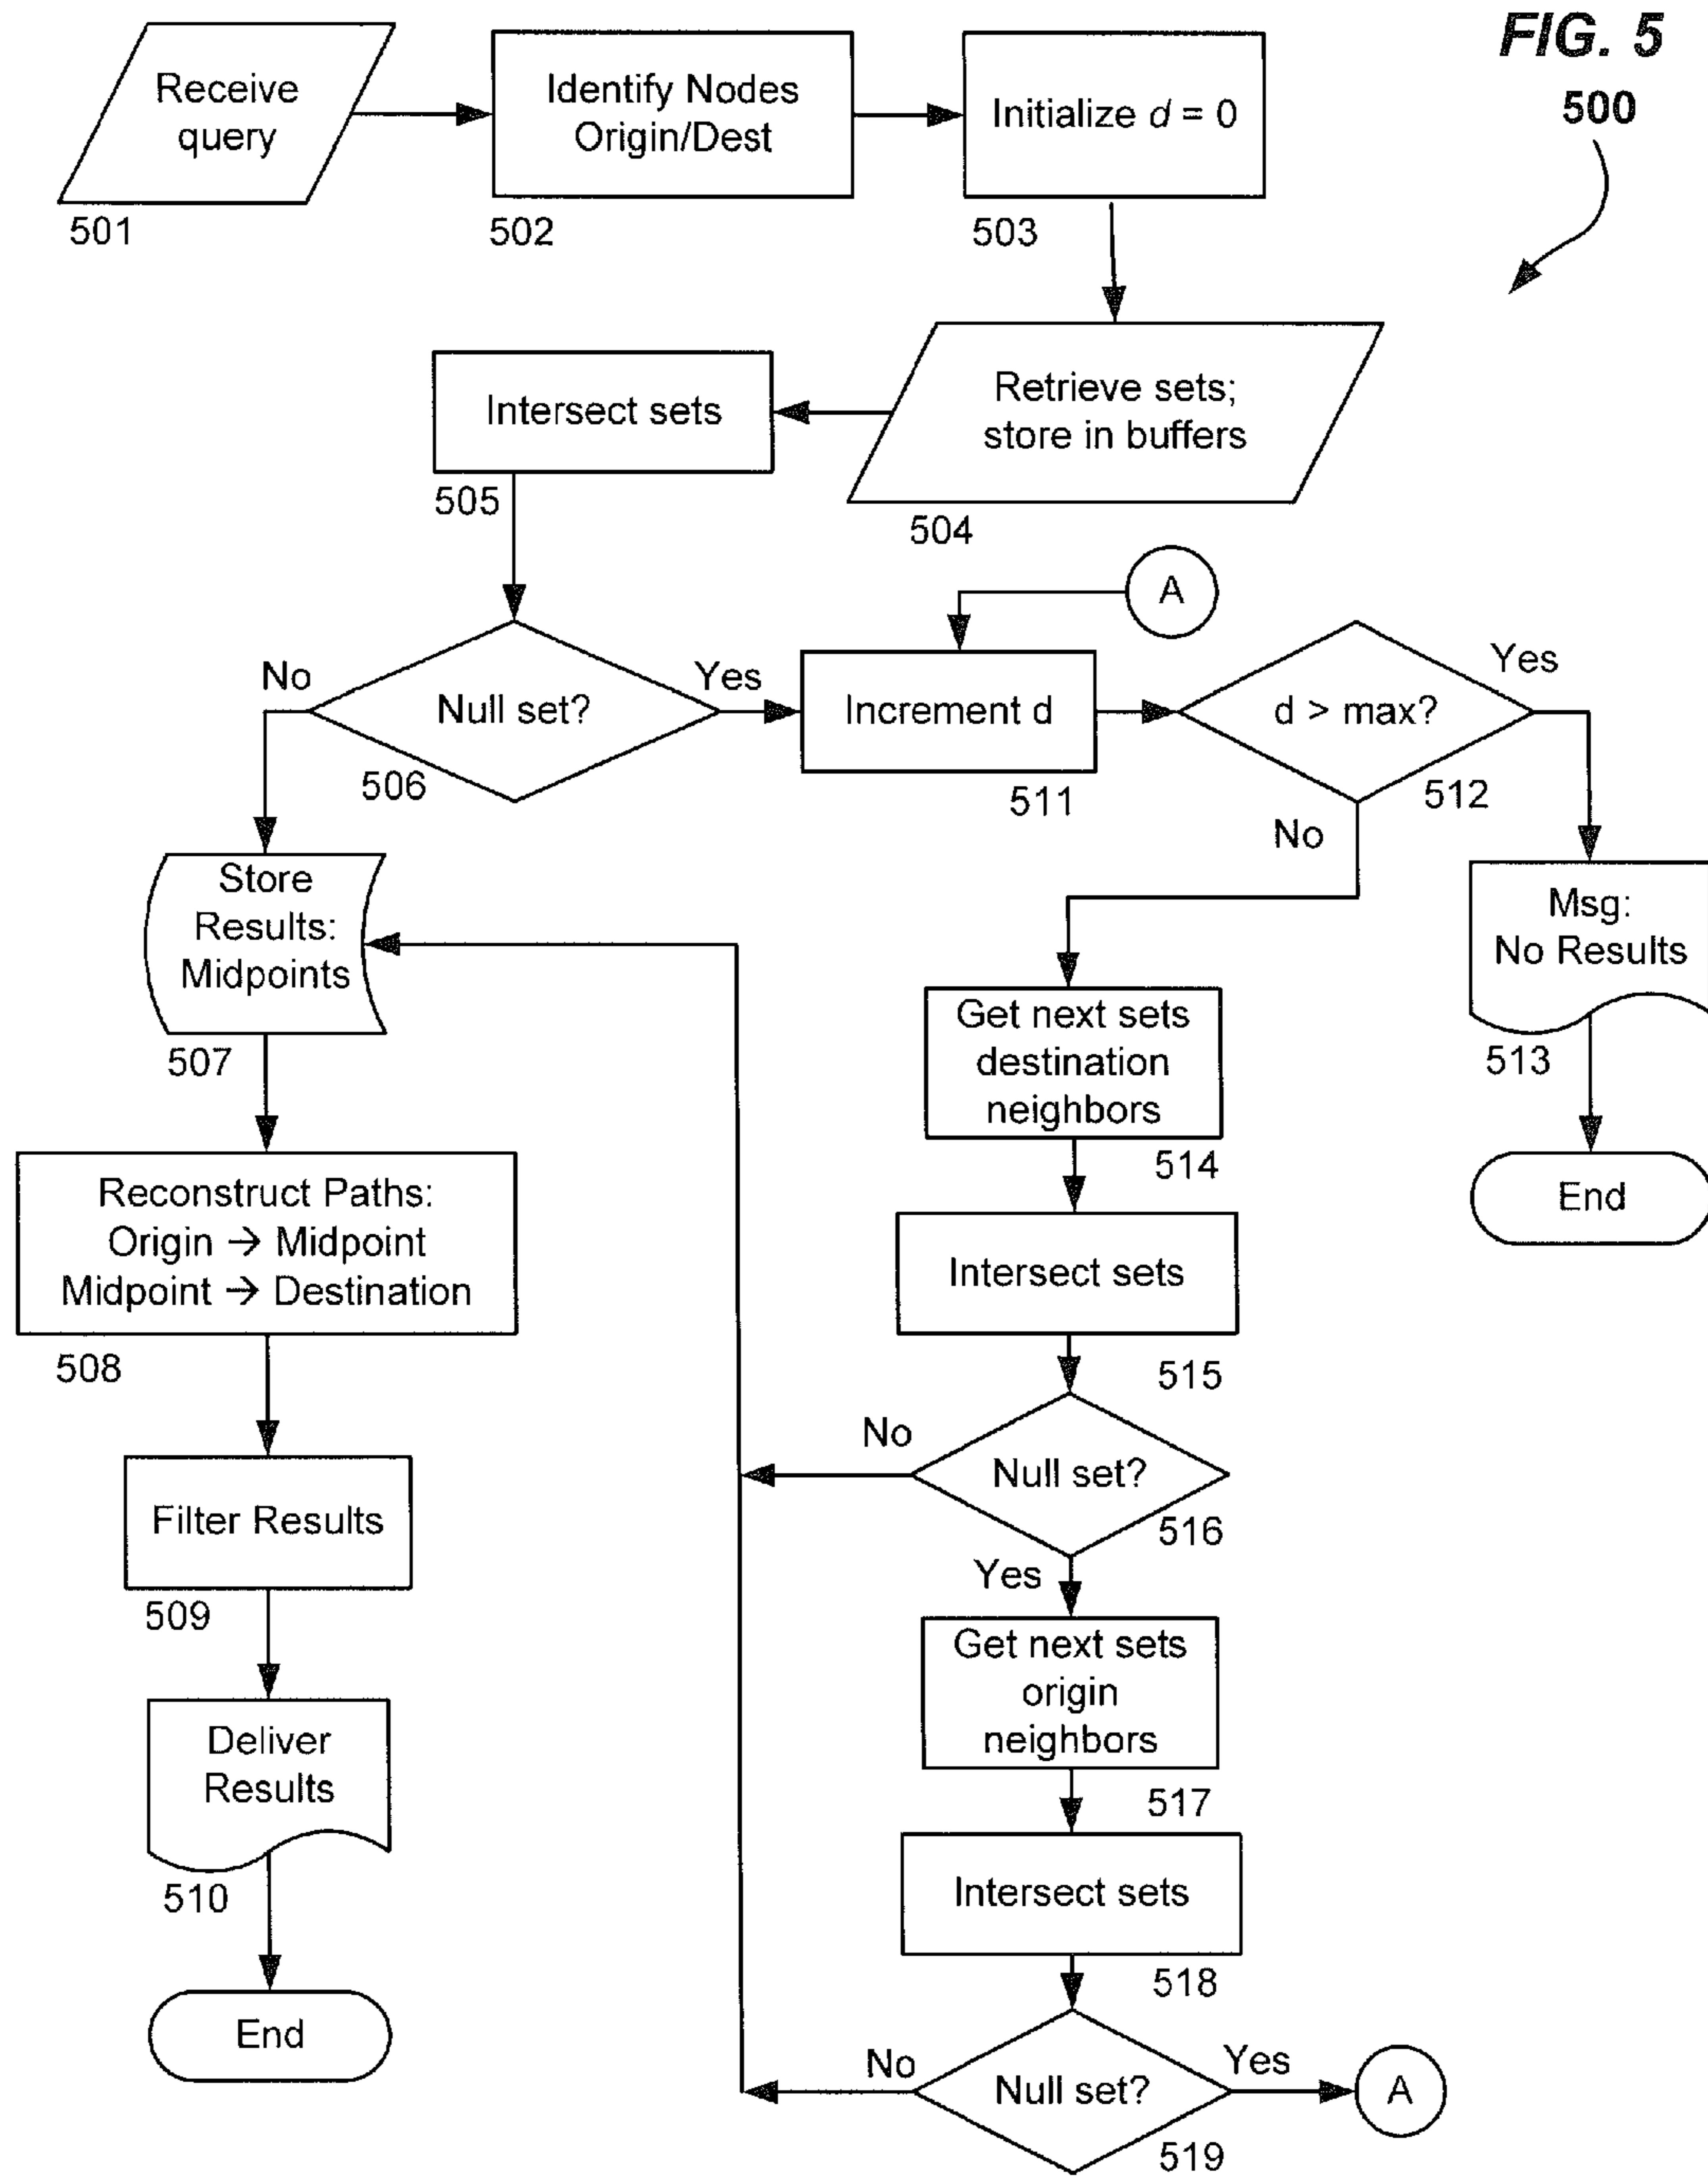 FIG. 5
500
Receive
query
501
Identify Nodes
Origin/Dest
502
Initialize d = 0
503
Retrieve sets;
store in buffers
504
Intersect sets
505
A
Null set?
No
Yes
506
Increment d
511
d > max?
Yes
No
512
Store
Results:
Midpoints
507
Msg:
No Results
513
End
Reconstruct Paths:
Origin → Midpoint
Midpoint → Destination
508
Filter Results
509
Deliver
Results
510
End
Get next sets
destination
neighbors
514
Intersect sets
515
Null set?
No
Yes
516
Get next sets
origin
neighbors
517
Intersect sets
518
Null set?
No
Yes
519
A